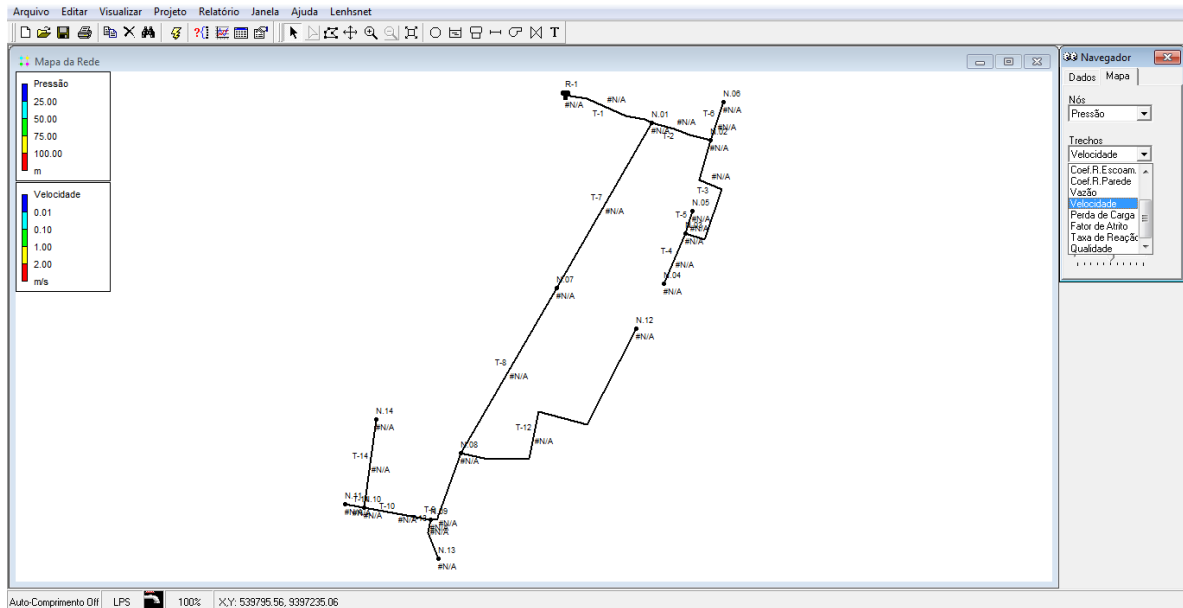 Arquivo Editar Visualizar Projeto Relatório Janela Ajuda Lenhsnet
T
Mapa da Rede
Pressão
25.00
50.00
75.00
100.00
m
Velocidade
0.01
0.10
1.00
2.00
m/s
R-1
#N/A
#N/A
T-1
N.01
#N/A
T-2
#N/A
N.06
#N/A
T-6
#N/A
N.02
#N/A
#N/A
T-3
N.05
#N/A
T-5
#N/A
#N/A
T-4
#N/A
N.04
#N/A
T-7
#N/A
N.07
#N/A
T-8
#N/A
N.12
#N/A
T-12
#N/A
N.08
#N/A
N.14
#N/A
T-14
#N/A
N.11
N.10
#N/A
T-10
#N/A
#N/A
N.13
#N/A
Navegador
Dados Mapa
Nós
Pressão
Trechos
Velocidade
Coef.R.Escoam.
Coef.R.Parede
Vazão
Velocidade
Perda de Carga
Fator de Atrito
Taxa de Reação
Qualidade
Auto-Comprimento Off LPS 100% X,Y: 539795.56, 9397235.06